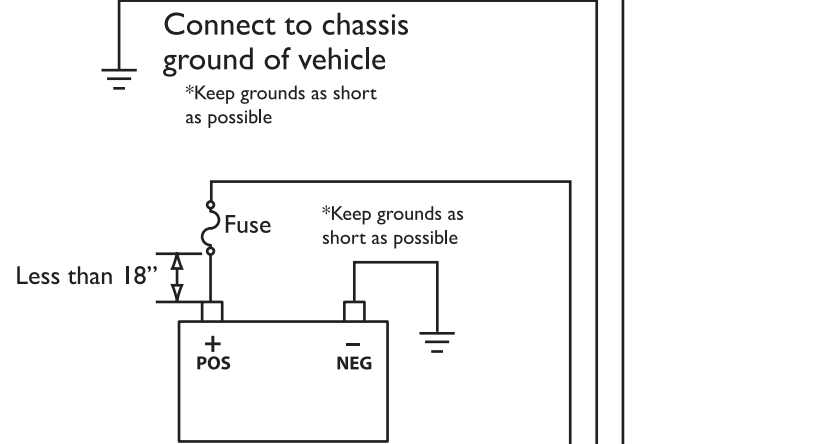 Connect to chassis
ground of vehicle
*Keep grounds as short
as possible
Fuse
*Keep grounds as
short as possible
Less than 18”
+
–
POS
NEG